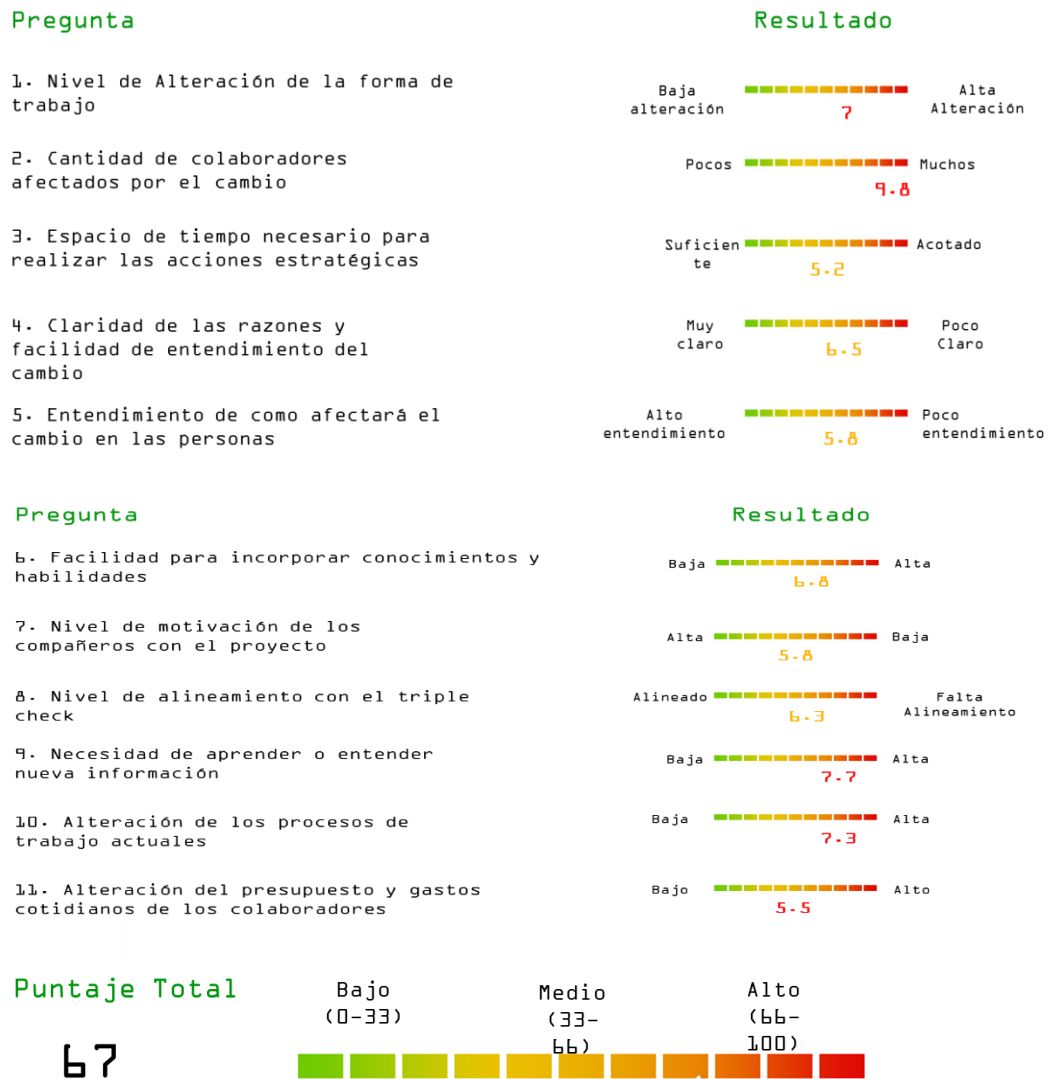 Pregunta
Resultado
1. Nivel de Alteración de la forma de
trabajo
Baja
alteración
7
Alta
Alteración
2. Cantidad de colaboradores
afectados por el cambio
Pocos
Muchos
9.8
3. Espacio de tiempo necesario para
realizar las acciones estratégicas
Suficien
te
Acotado
5.2
4. Claridad de las razones y
facilidad de entendimiento del
cambio
Muy
claro
6.5
Poco
Claro
5. Entendimiento de como afectará el
cambio en las personas
Alto
entendimiento
5.8
Poco
entendimiento
Pregunta
Resultado
6. Facilidad para incorporar conocimientos y
habilidades
Baja
Alta
6.8
7. Nivel de motivación de los
compañeros con el proyecto
Alta
Baja
5.8
8. Nivel de alineamiento con el triple
check
Alineado
6.3
Falta
Alineamiento
9. Necesidad de aprender o entender
nueva información
Baja
Alta
7.7
10. Alteración de los procesos de
trabajo actuales
Baja
Alta
7.3
11. Alteración del presupuesto y gastos
cotidianos de los colaboradores
Bajo
Alto
5.5
Puntaje Total
67
Bajo
(0-33)
Medio
(33-
66)
Alto
(66-
100)